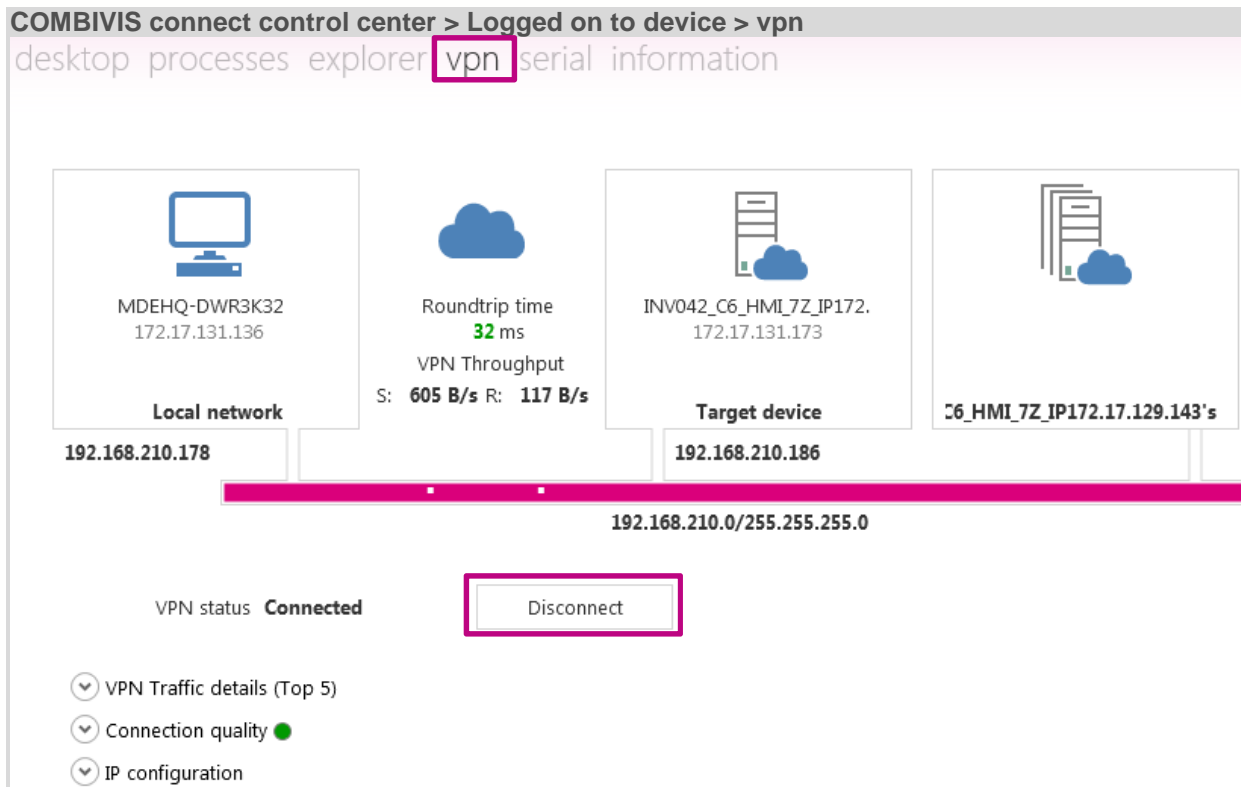 COMBIVIS connect control center > Logged on to device > vpn
desktop processes explorer vpn serial information
MDEHQ-DWR3K32
172.17.131.136
Local network
192.168.210.178
Roundtrip time
32 ms
VPN Throughput
S: 605 B/s R: 117 B/s
INV042_C6_HMI_7Z_IP172.
172.17.131.173
Target device
192.168.210.186
C6_HMI_7Z_IP172.17.129.143's
192.168.210.0/255.255.255.0
VPN status Connected
Disconnect
VPN Traffic details (Top 5)
Connection quality
IP configuration